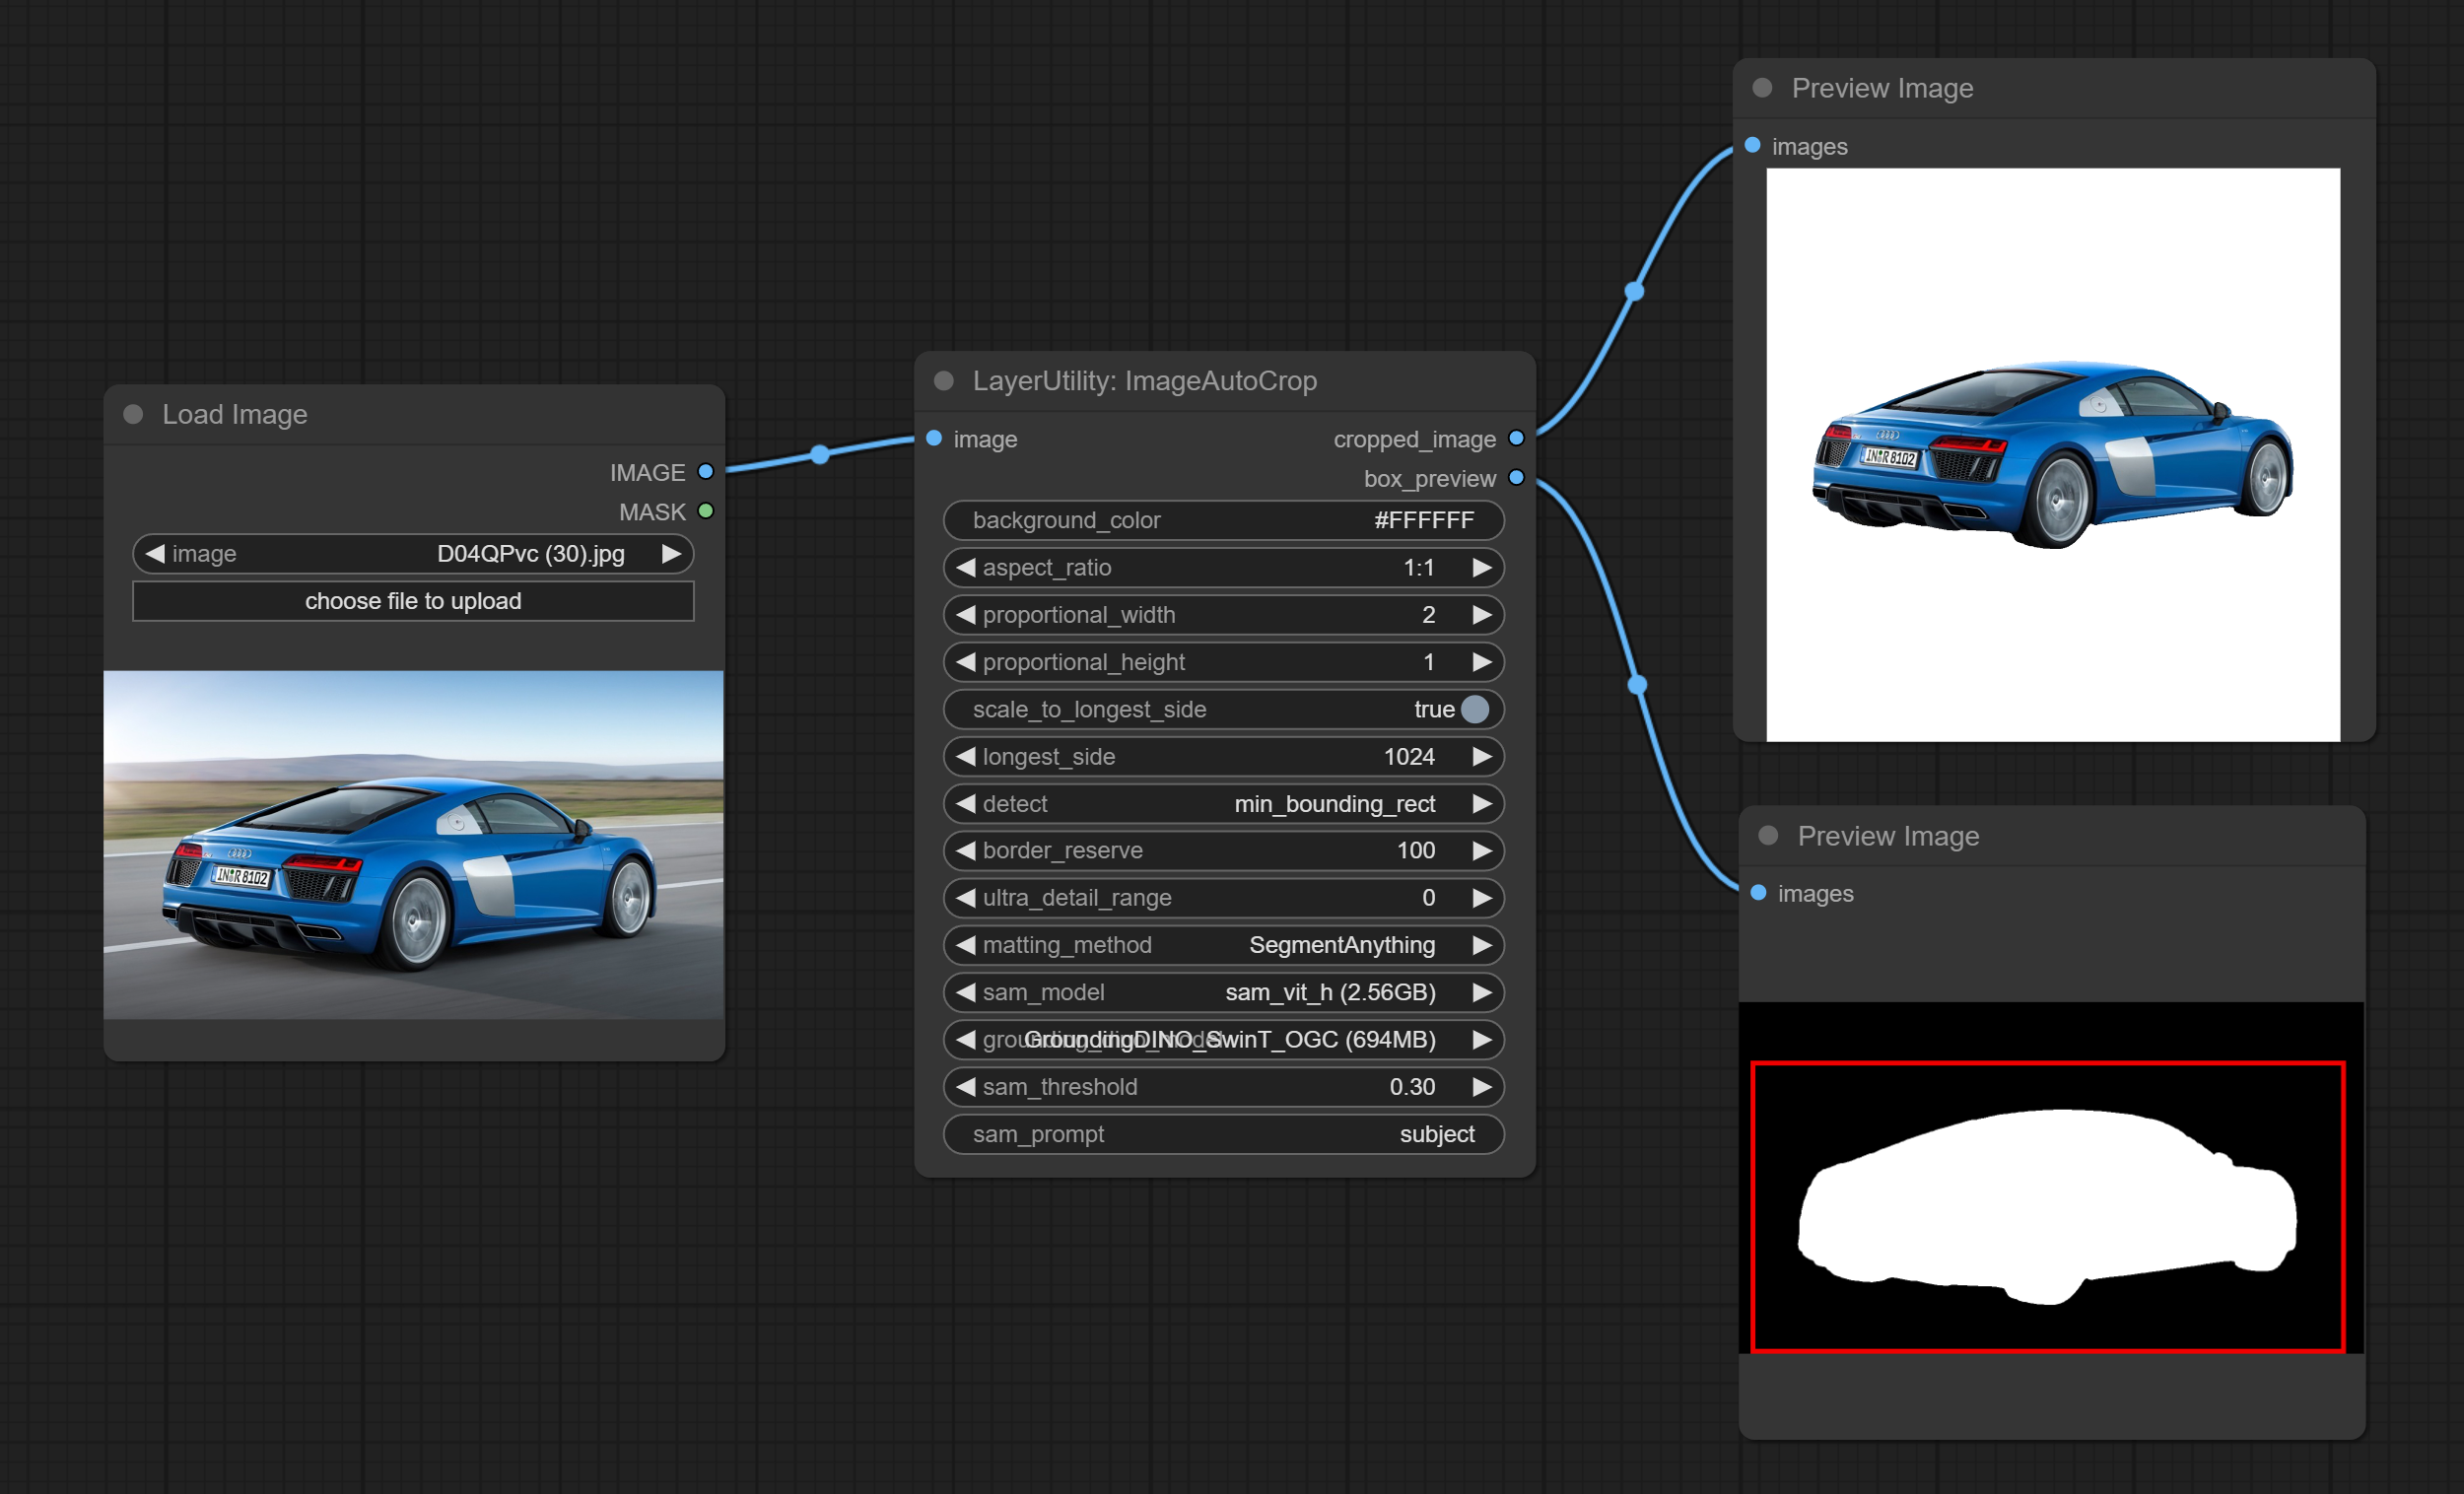 Load Image
IMAGE
MASK
image D04QPvc (30).jpg
choose file to upload
IN R 8102
LayerUtility: ImageAutoCrop
image cropped_image
box_preview
background_color #FFFFFF
aspect_ratio 1:1
proportional_width 2
proportional_height 1
scale_to_longest_side true
longest_side 1024
detect min_bounding_rect
border_reserve 100
ultra_detail_range 0
matting_method SegmentAnything
sam_model sam_vit_h (2.56GB)
grounding_dino_model GroundingDINO_SwinT_OGC (694MB)
sam_threshold 0.30
sam_prompt subject
Preview Image
images
IN R 8102
Preview Image
images